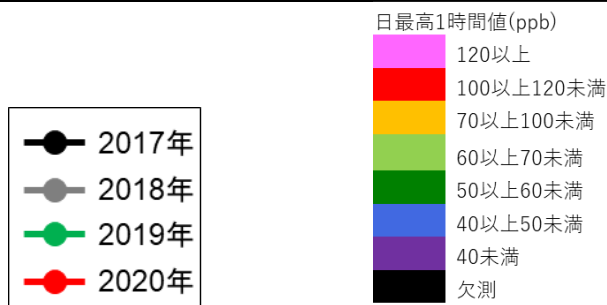 日最高1時間値(ppb)
120以上
100以上120未満
70以上100未満
60以上70未満
50以上60未満
40以上50未満
40未満
欠測
2017年
2018年
2019年
2020年